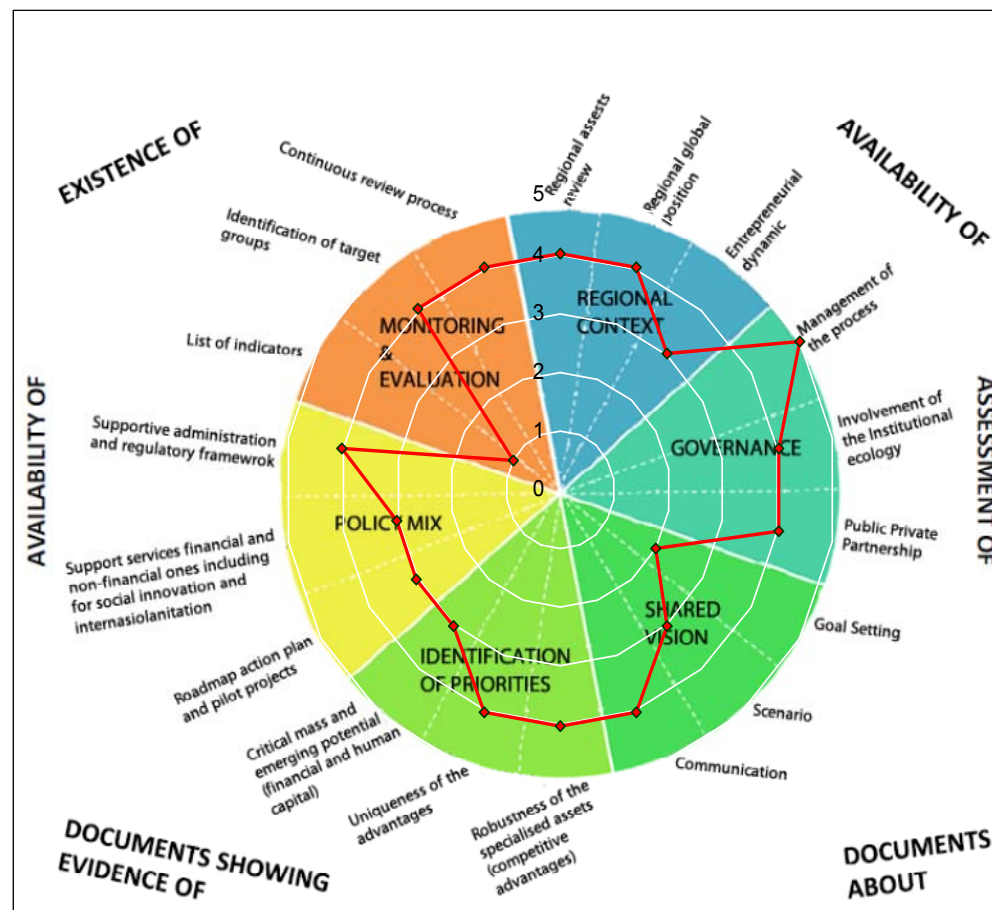 EXISTENCE OF
Continuous review process
Identification of target
groups
List of indicators
Regional assests
review
Regional global
position
Entrepreneurial
dynamic
AVAILABILITY OF
Management of
the process
Involvement of
the Institutional
ecology
Public Private
Partnership
ASSESSMENT OF
5
4
3
2
1
0
REGIONAL
CONTEXT
MONITORING
&
EVALUATION
GOVERNANCE
POLICY MIX
SHARED
VISION
IDENTIFICATION
OF PRIORITIES
AVAILABILITY OF
Supportive administration
and regulatory framewrok
Support services financial and
non-financial ones including
for social innovation and
internasiolanitation
Roadmap action plan
and pilot projects
Critical mass and
emerging potential
(financial and human
capital)
Uniqueness of the
advantages
Robustness of the
specialised assets
(competitive
advantages)
Goal Setting
Scenario
Communication
DOCUMENTS SHOWING
EVIDENCE OF
DOCUMENTS
ABOUT